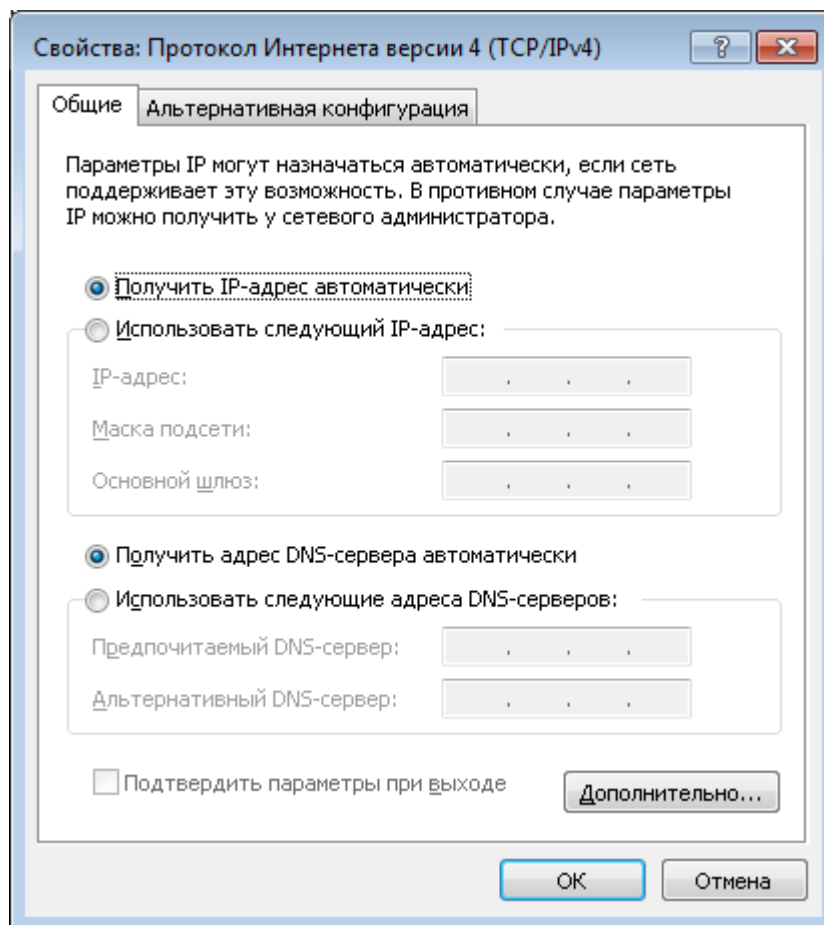 Свойства: Протокол Интернета версии 4 (TCP/IPv4)
?
Общие
Альтернативная конфигурация
Параметры IP могут назначаться автоматически, если сеть
поддерживает эту возможность. В противном случае параметры
IP можно получить у сетевого администратора.
Получить IP-адрес автоматически
Использовать следующий IP-адрес:
IP-адрес: . . .
Маска подсети: . . .
Основной шлюз: . . .
Получить адрес DNS-сервера автоматически
Использовать следующие адреса DNS-серверов:
Предпочитаемый DNS-сервер: . . .
Альтернативный DNS-сервер: . . .
Подтвердить параметры при выходе
Дополнительно...
ОК
Отмена